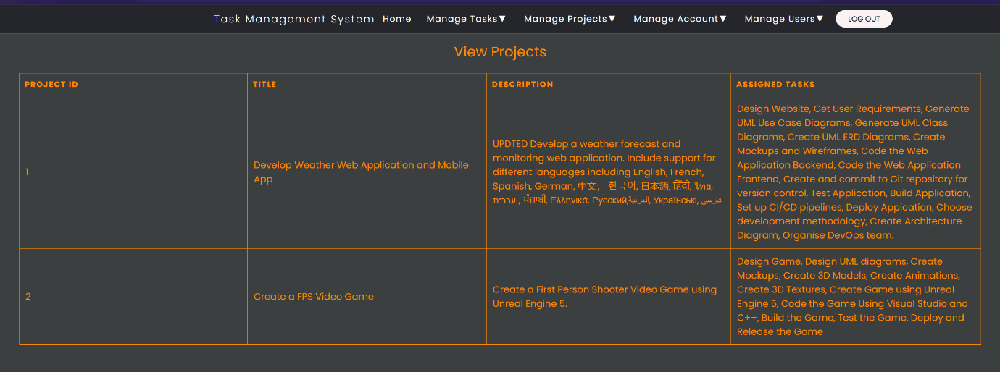 Task Management System Home Manage Tasks▼ Manage Projects▼ Manage Account▼ Manage Users▼ LOG OUT
View Projects
PROJECT ID TITLE DESCRIPTION ASSIGNED TASKS
1
Develop Weather Web Application and Mobile
App
UPDTED Develop a weather forecast and
monitoring web application. Include support for
different languages including English, French,
Spanish, German, 中文， 한국어, 日本語, हिंदी, ไทย,
עברית , ਪੰਜਾਬੀ, Ελληνικά, Русский,العربية, Українські, فارسی
Design Website, Get User Requirements, Generate
UML Use Case Diagrams, Generate UML Class
Diagrams, Create UML ERD Diagrams, Create
Mockups and Wireframes, Code the Web
Application Backend, Code the Web Application
Frontend, Create and commit to Git repository for
version control, Test Application, Build Application,
Set up CI/CD pipelines, Deploy Appication, Choose
development methodology, Create Architecture
Diagram, Organise DevOps team.
2
Create a FPS Video Game
Create a First Person Shooter Video Game using
Unreal Engine 5.
Design Game, Design UML diagrams, Create
Mockups, Create 3D Models, Create Animations,
Create 3D Textures, Create Game using Unreal
Engine 5, Code the Game Using Visual Studio and
C++, Build the Game, Test the Game, Deploy and
Release the Game